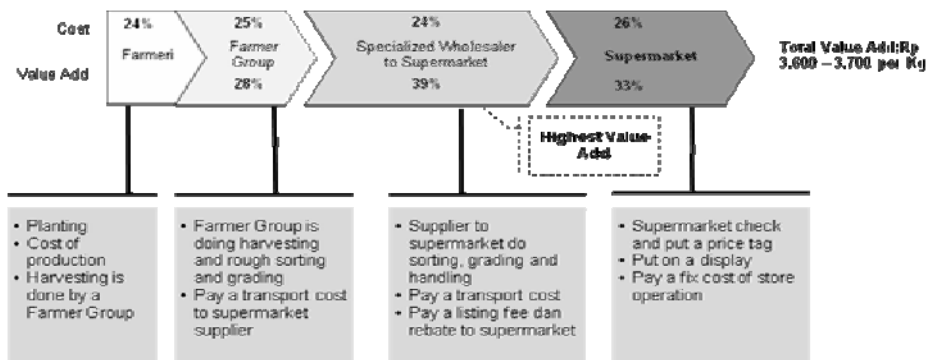 Cost
24%
25%
24%
26%
Farmeri
Farmer
Group
Specialized Wholesaler
to Supermarket
Supermarket
Total Value Add:Rp
3.600 – 3.700 per Kg
Value Add
28%
39%
33%
Highest Value
Add
• Planting
• Cost of
production
• Harvesting is
done by a
Farmer Group
• Farmer Group is
doing harvesting
and rough sorting
and grading
• Pay a transport cost
to supermarket
supplier
• Supplier to
supermarket do
sorting, grading and
handling
• Pay a transport cost
• Pay a listing fee dan
rebate to supermarket
• Supermarket check
and put a price tag
• Put on a display
• Pay a fix cost of store
operation